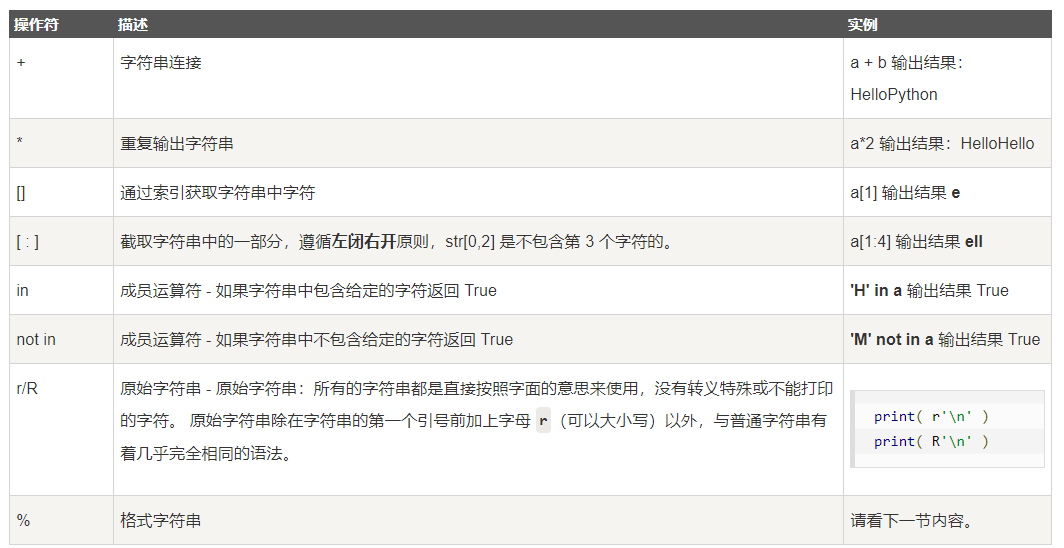 操作符 描述 实例
+ 字符串连接 a + b 输出结果：
HelloPython
* 重复输出字符串 a*2 输出结果：HelloHello
[] 通过索引获取字符串中字符 a[1] 输出结果 e
[ : ] 截取字符串中的一部分，遵循左闭右开原则，str[0,2] 是不包含第 3 个字符的。 a[1:4] 输出结果 ell
in 成员运算符 - 如果字符串中包含给定的字符返回 True 'H' in a 输出结果 True
not in 成员运算符 - 如果字符串中不包含给定的字符返回 True 'M' not in a 输出结果 True
r/R 原始字符串 - 原始字符串：所有的字符串都是直接按照字面的意思来使用，没有转义特殊或不能打印
的字符。 原始字符串除在字符串的第一个引号前加上字母 r（可以大小写）以外，与普通字符串有
着几乎完全相同的语法。
print( r'\n' )
print( R'\n' )
% 格式字符串 请看下一节内容。